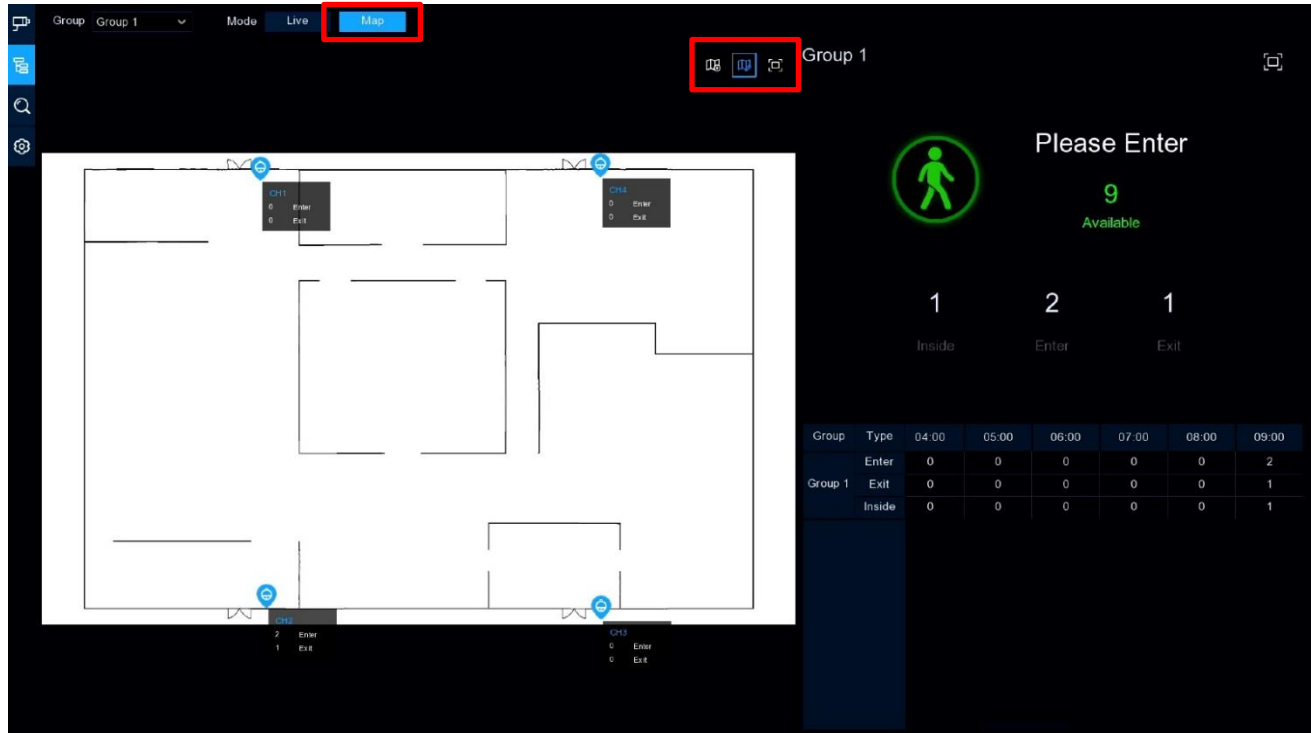 Group Group 1 Mode Live Map
Group 1
Please Enter
9
Available
1 2 1
Inside Enter Exit
CH1
0 Enter
0 Exit
CH4
0 Enter
0 Exit
CH2
2 Enter
1 Exit
CH3
0 Enter
0 Exit
Group Type 04:00 05:00 06:00 07:00 08:00 09:00
Enter 0 0 0 0 0 2
Group 1 Exit 0 0 0 0 0 1
Inside 0 0 0 0 0 1